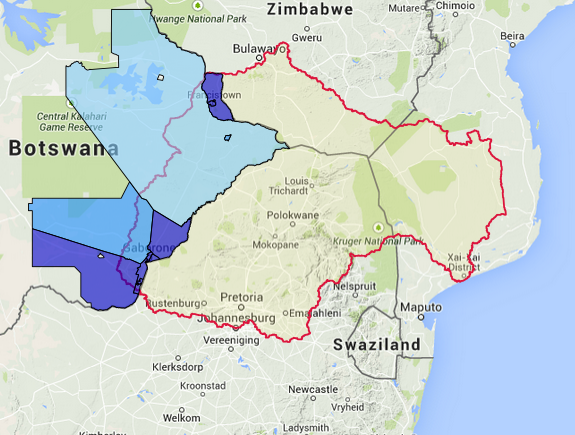 Hwange National Park
Zimbabwe
Mutare
Chimoio
Gweru
Bulawayo
Beira
Francistown
Central Kalahari
Game Reserve
Botswana
Louis
Trichardt
Polokwane
Mokopane
Kruger National Park
Gaborone
Xai-Xai
District
Nelspruit
Rustenburg
Pretoria
Johannesburg
Emalahleni
Maputo
Vereeniging
Swaziland
Klerksdorp
Kroonstad
Newcastle
Vryheid
Welkom
Ladysmith
Kimberley